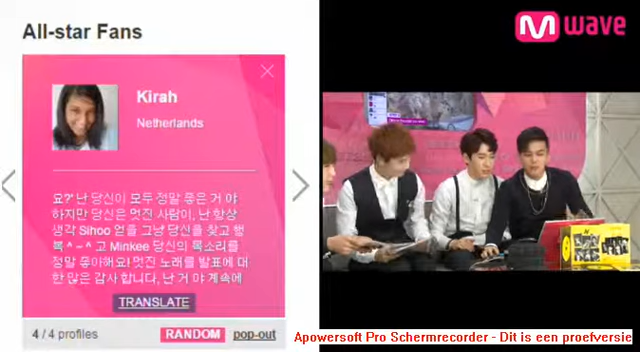 All-star Fans
Kirah
Netherlands
요?' 난 당신이 모두 정말 좋은 거 야
하지만 당신은 멋진 사람이, 난 항상
생각 Sihoo 얻을 그냥 당신을 찾고 행
복 ^ - ^ 고 Minkee 당신의 목소리를
정말 좋아해요! 멋진 노래를 발표에 대
한 많은 감사 합니다, 난 거 야 계속에
TRANSLATE
4 / 4 profiles
RANDOM
pop-out
M wave
Apowersoft Pro Schermrecorder - Dit is een proefversie